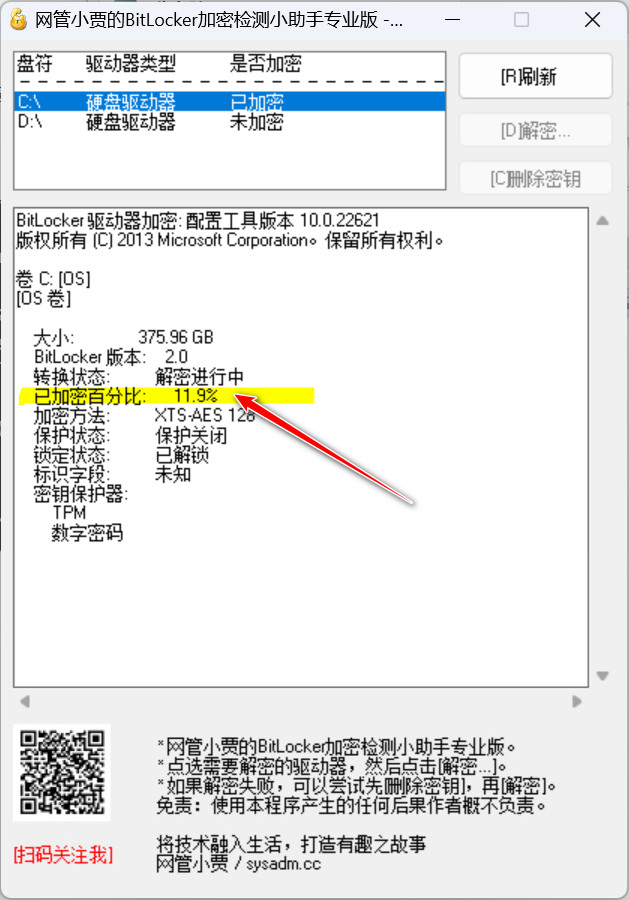 网管小贾的BitLocker加密检测小助手专业版 -...
盘符 驱动器类型 是否加密
[R]刷新
C:\ 硬盘驱动器 已加密
D:\ 硬盘驱动器 未加密
[D]解密...
[C]删除密钥
BitLocker 驱动器加密: 配置工具版本 10.0.22621
版权所有 (C) 2013 Microsoft Corporation。保留所有权利。
卷 C: [OS]
[OS 卷]
大小: 375.96 GB
BitLocker 版本: 2.0
转换状态: 解密进行中
已加密百分比: 11.9%
加密方法: XTS-AES 128
保护状态: 保护关闭
锁定状态: 已解锁
标识字段: 未知
密钥保护器:
TPM
数字密码
*网管小贾的BitLocker加密检测小助手专业版。
*点选需要解密的驱动器，然后点击[解密...]。
*如果解密失败，可以尝试先[删除密钥]，再[解密]。
免责：使用本程序产生的任何后果作者概不负责。
[扫码关注我]
将技术融入生活，打造有趣之故事
网管小贾 / sysadm.cc